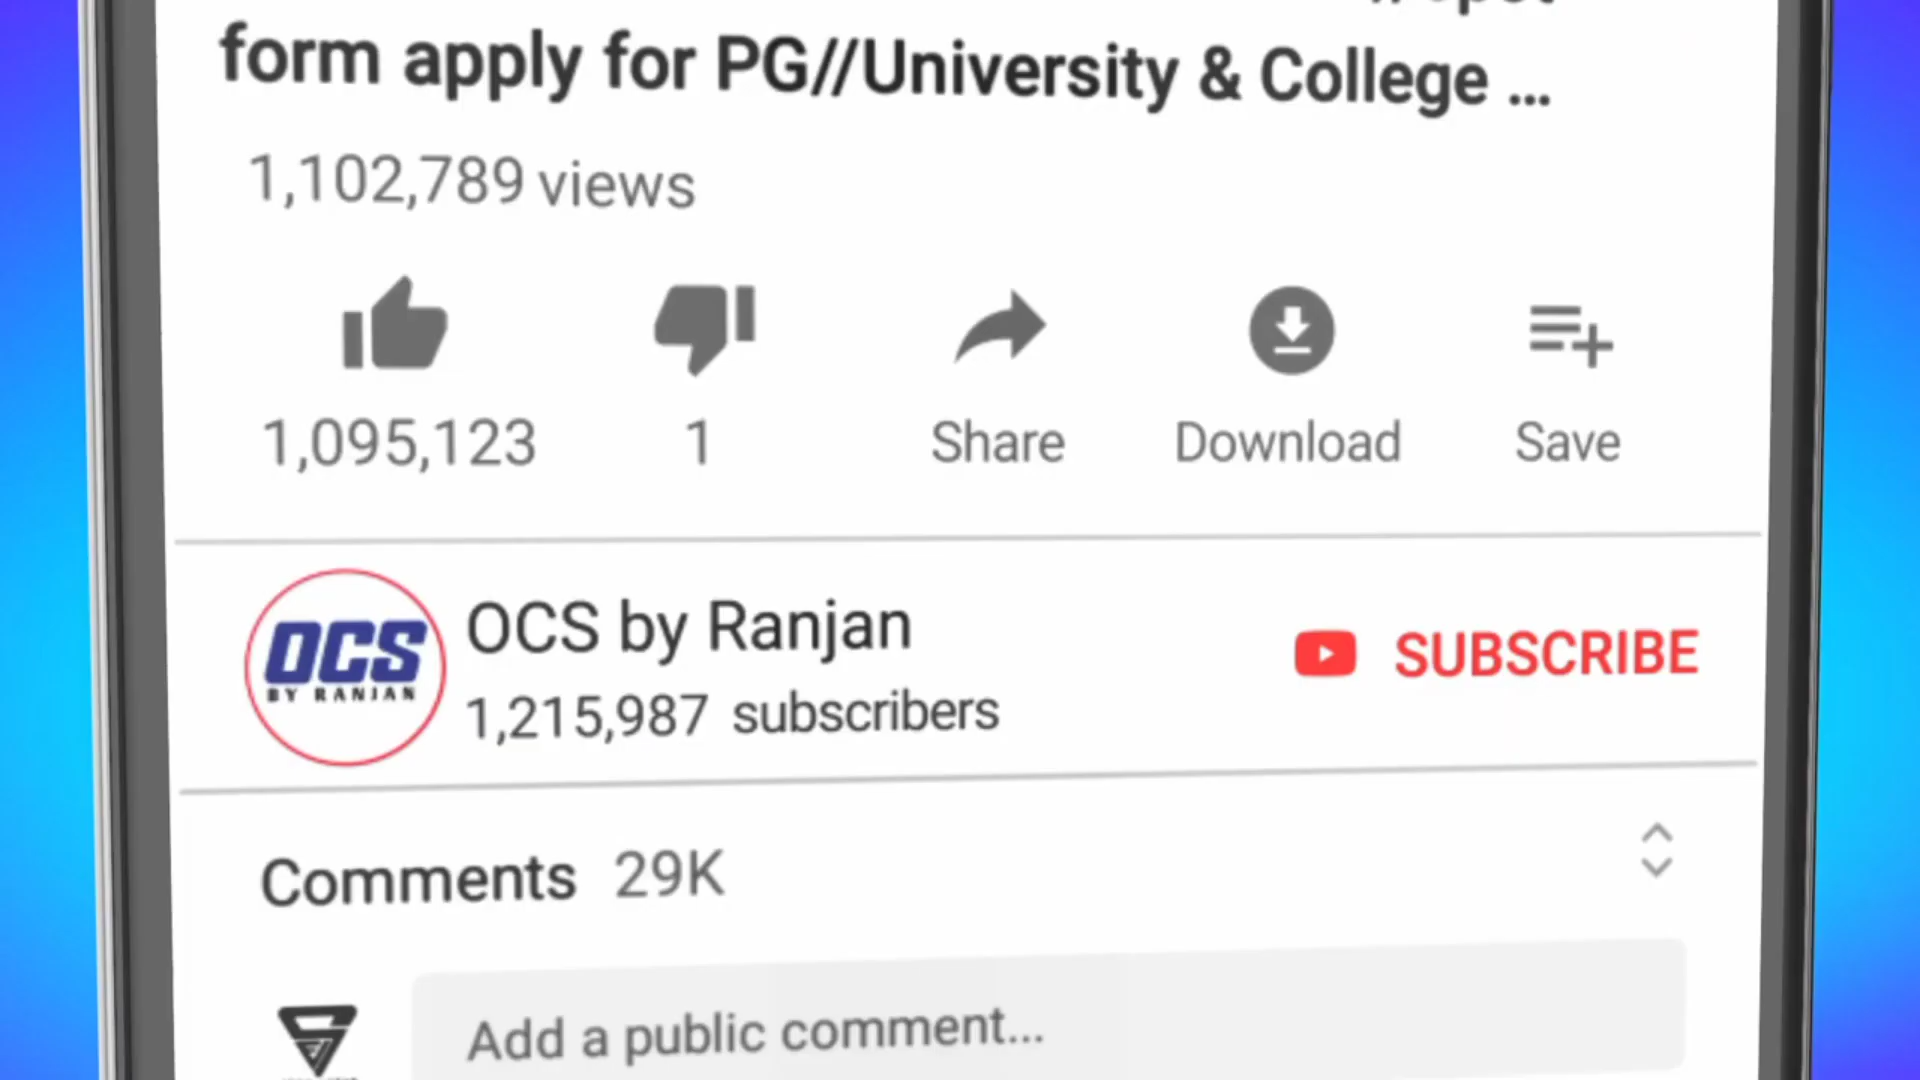 form apply for PG//University & College ...
1,102,789 views
1,095,123
1
Share
Download
Save
OCS
BY RANJAN
OCS by Ranjan
1,215,987 subscribers
SUBSCRIBE
Comments 29K
Add a public comment...